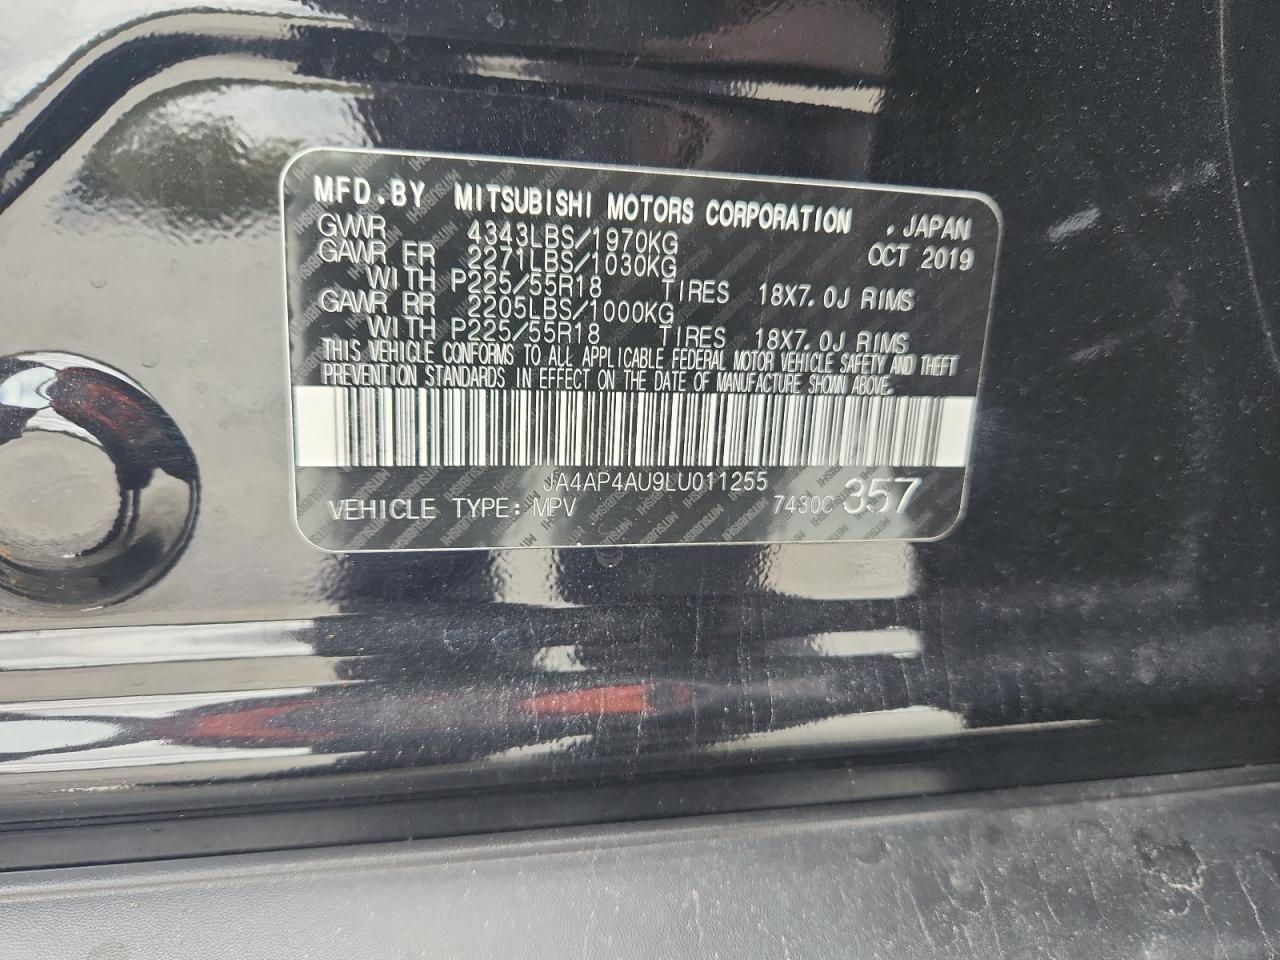 MFD.BY MITSUBISHI MOTORS CORPORATION , JAPAN
GVWR 4343LBS/1970KG OCT 2019
GAWR FR 2271LBS/1030KG
WITH P225/55R18 TIRES 18X7.0J RIMS
GAWR RR 2205LBS/1000KG
WITH P225/55R18 TIRES 18X7.0J RIMS
THIS VEHICLE CONFORMS TO ALL APPLICABLE FEDERAL MOTOR VEHICLE SAFETY AND THEFT
PREVENTION STANDARDS IN EFFECT ON THE DATE OF MANUFACTURE SHOWN ABOVE.
JA4AP4AU9LU011255
VEHICLE TYPE: MPV 7430C 357